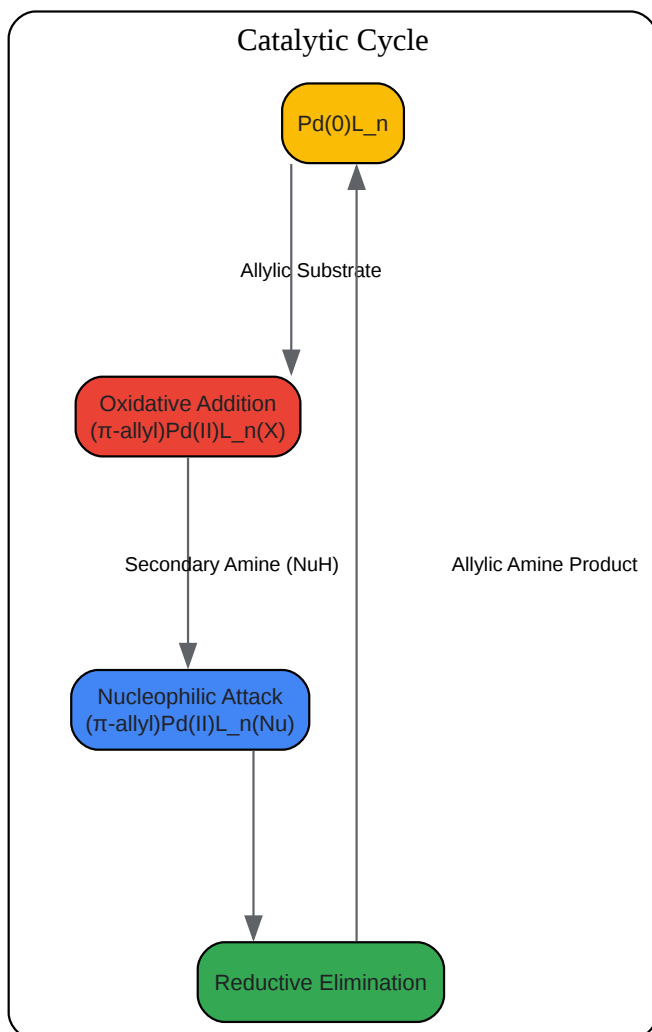 Catalytic Cycle
Pd(0)L_n
Allylic Substrate
Oxidative Addition
(π-allyl)Pd(II)L_n(X)
Secondary Amine (NuH)
Allylic Amine Product
Nucleophilic Attack
(π-allyl)Pd(II)L_n(Nu)
Reductive Elimination